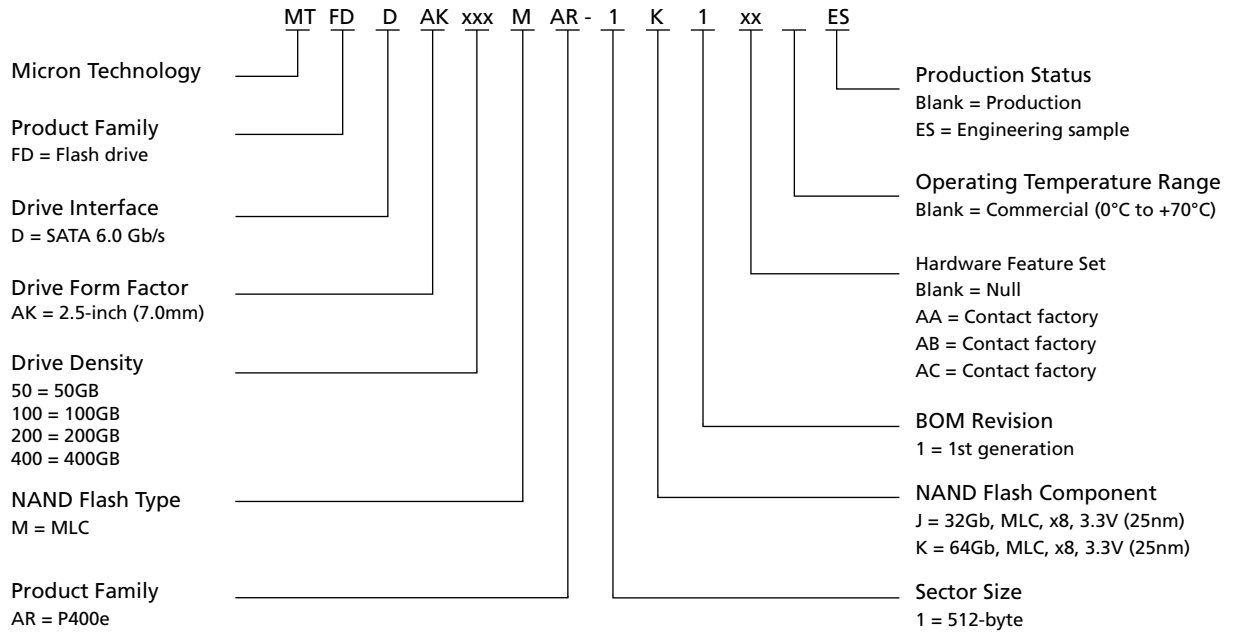 MT FD D AK xxx M AR - 1 K 1 xx ES
Micron Technology
Product Family
FD = Flash drive
Drive Interface
D = SATA 6.0 Gb/s
Drive Form Factor
AK = 2.5-inch (7.0mm)
Drive Density
50 = 50GB
100 = 100GB
200 = 200GB
400 = 400GB
NAND Flash Type
M = MLC
Product Family
AR = P400e
Production Status
Blank = Production
ES = Engineering sample
Operating Temperature Range
Blank = Commercial (0°C to +70°C)
Hardware Feature Set
Blank = Null
AA = Contact factory
AB = Contact factory
AC = Contact factory
BOM Revision
1 = 1st generation
NAND Flash Component
J = 32Gb, MLC, x8, 3.3V (25nm)
K = 64Gb, MLC, x8, 3.3V (25nm)
Sector Size
1 = 512-byte